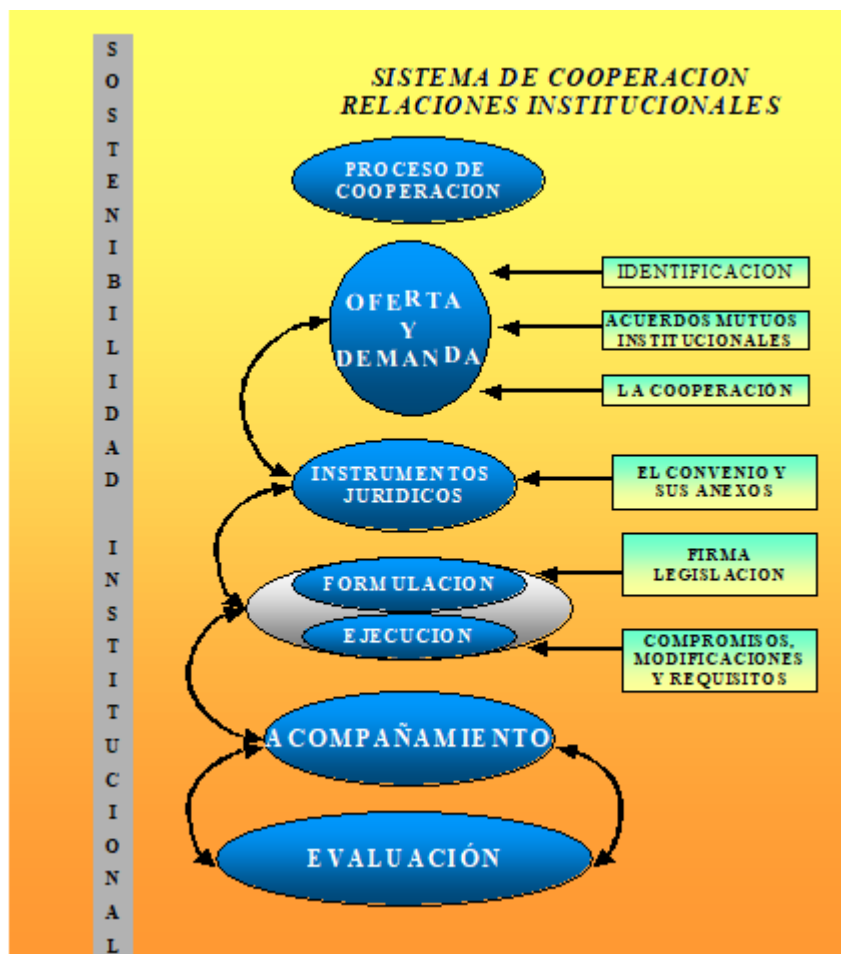 SOSTENIBILIDAD INSTITUCIONAL
SISTEMA DE COOPERACION
RELACIONES INSTITUCIONALES
PROCESO DE
COOPERACION
OFERTA
Y
DEMANDA
IDENTIFICACION
ACUERDOS MUTUOS
INSTITUCIONALES
LA COOPERACIÓN
INSTRUMENTOS
JURIDICOS
EL CONVENIO Y
SUS ANEXOS
FORMULACION
FIRMA
LEGISLACION
EJECUCION
COMPROMISOS,
MODIFICACIONES
Y REQUISITOS
ACOMPAÑAMIENTO
EVALUACIÓN